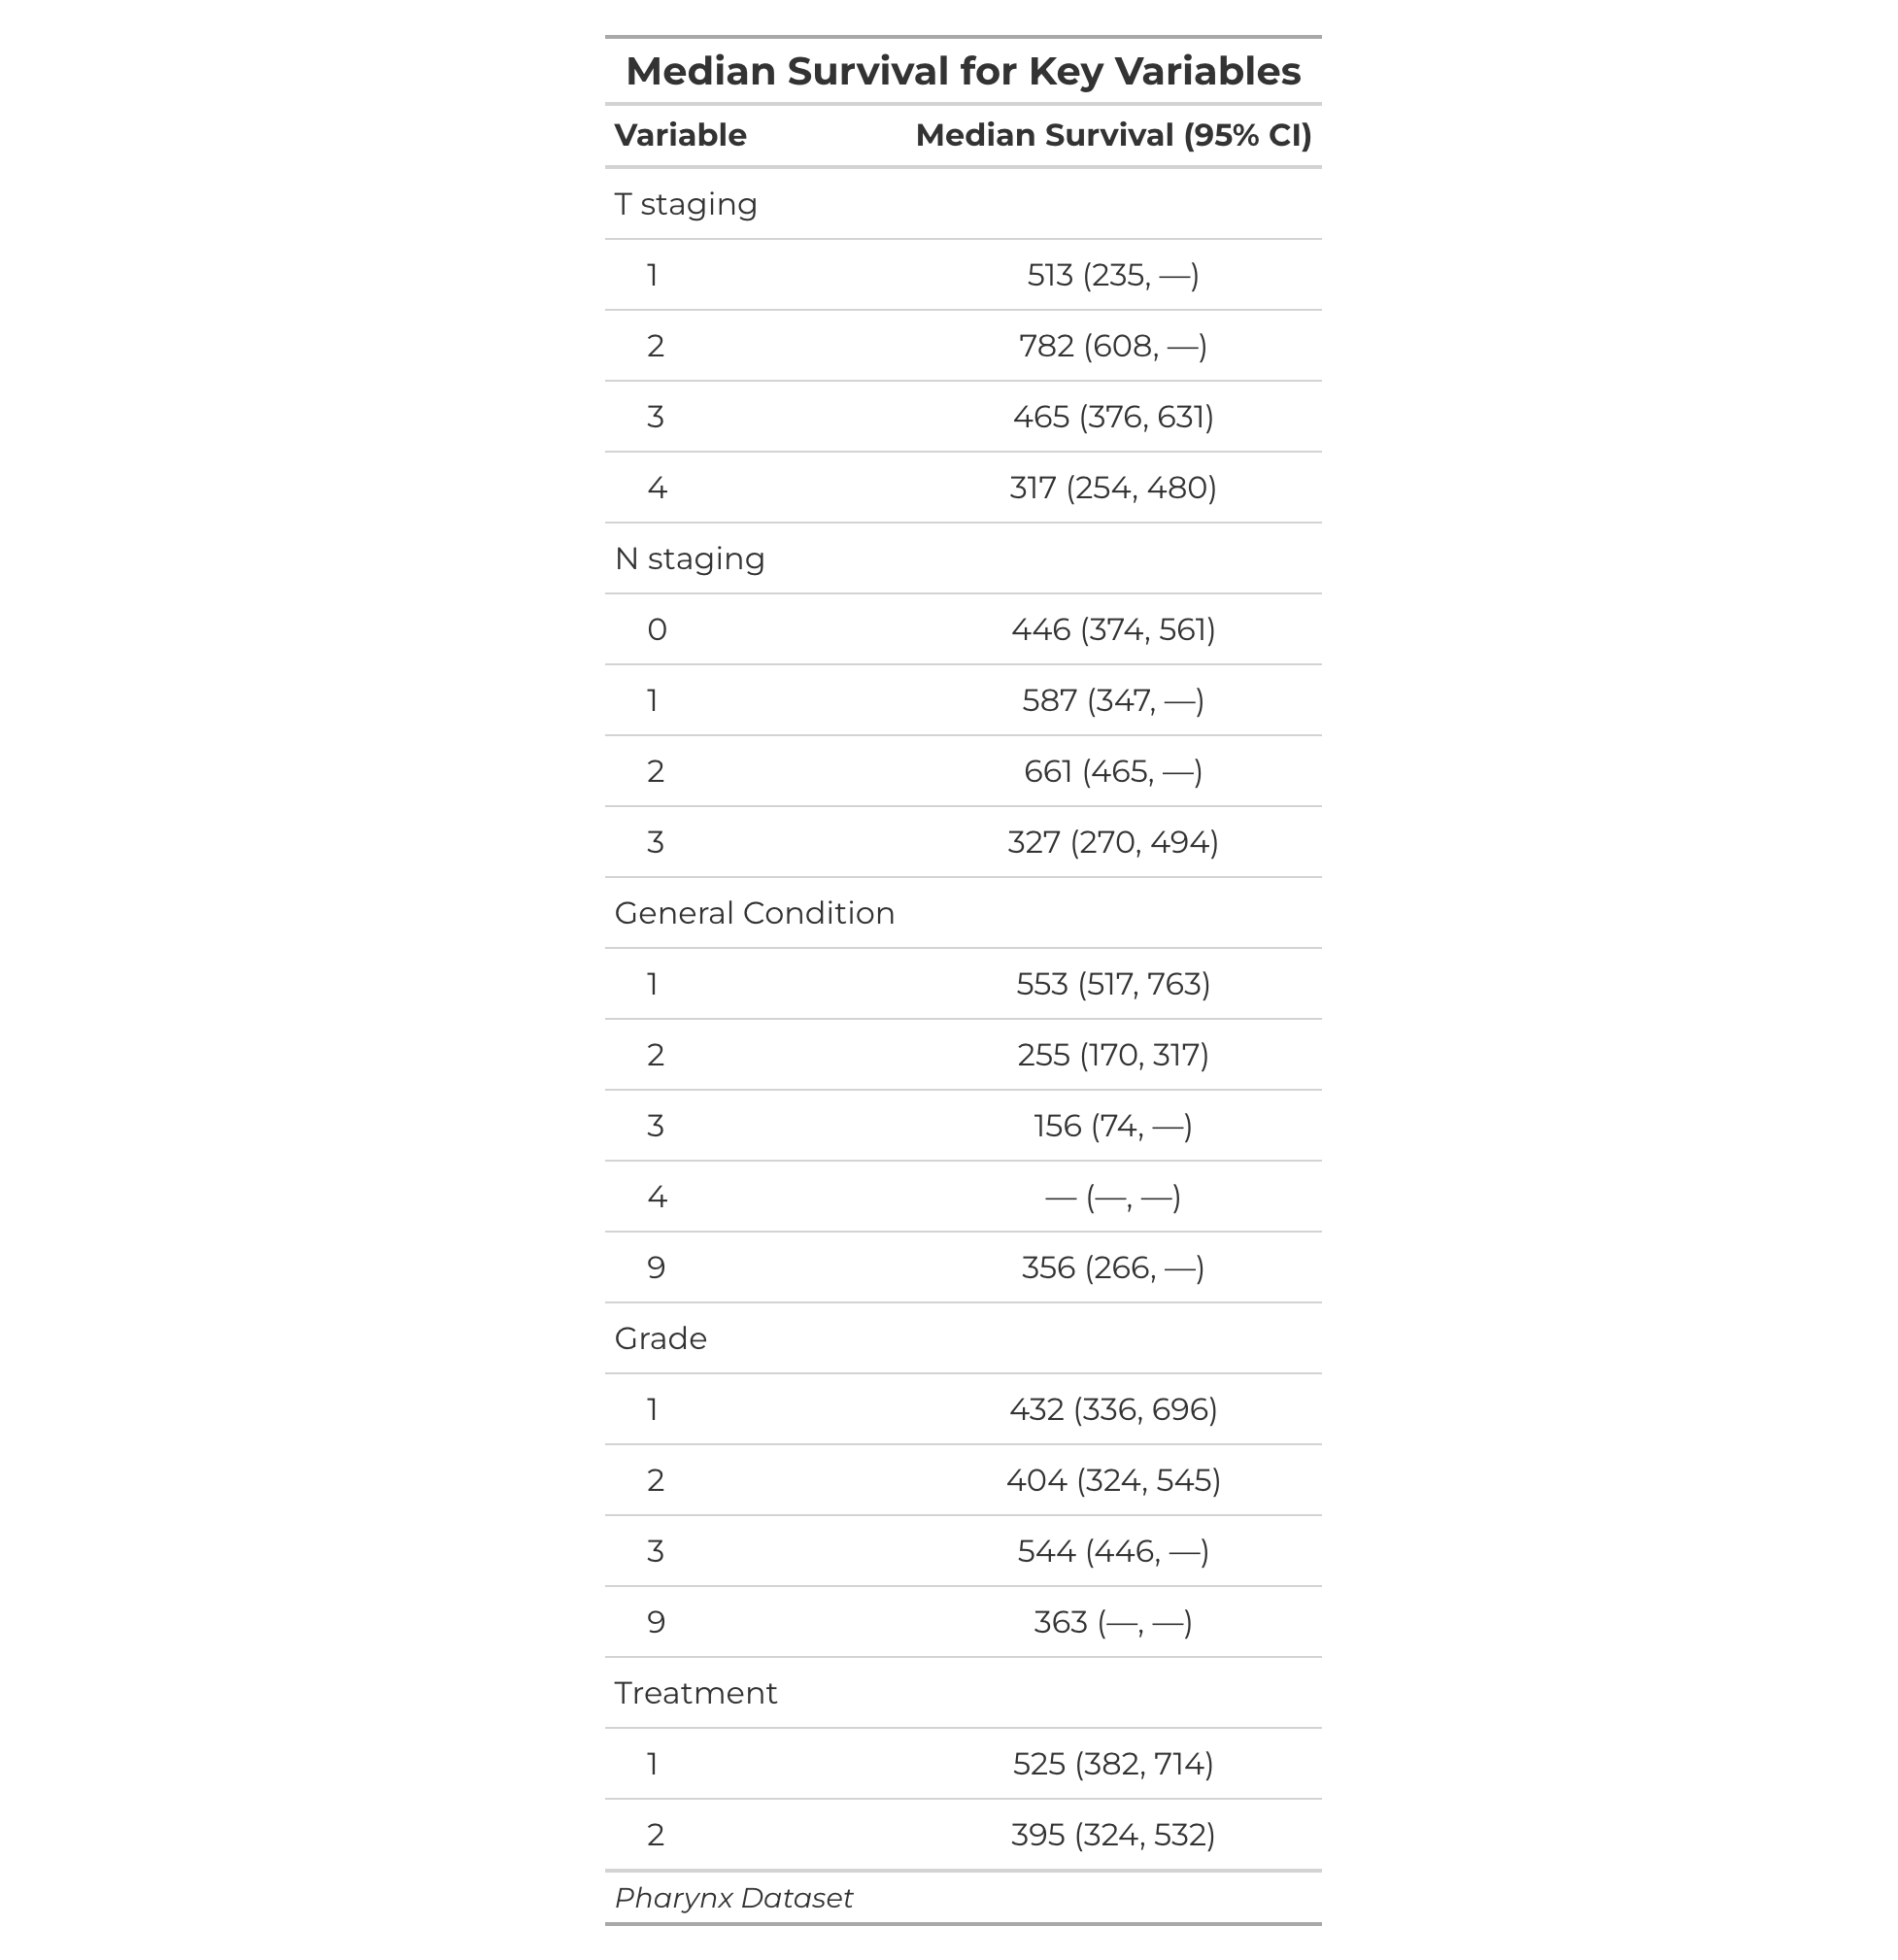 Median Survival for Key Variables
Variable Median Survival (95% CI)
T staging
1 513 (235, —)
2 782 (608, —)
3 465 (376, 631)
4 317 (254, 480)
N staging
0 446 (374, 561)
1 587 (347, —)
2 661 (465, —)
3 327 (270, 494)
General Condition
1 553 (517, 763)
2 255 (170, 317)
3 156 (74, —)
4 — (—, —)
9 356 (266, —)
Grade
1 432 (336, 696)
2 404 (324, 545)
3 544 (446, —)
9 363 (—, —)
Treatment
1 525 (382, 714)
2 395 (324, 532)
Pharynx Dataset